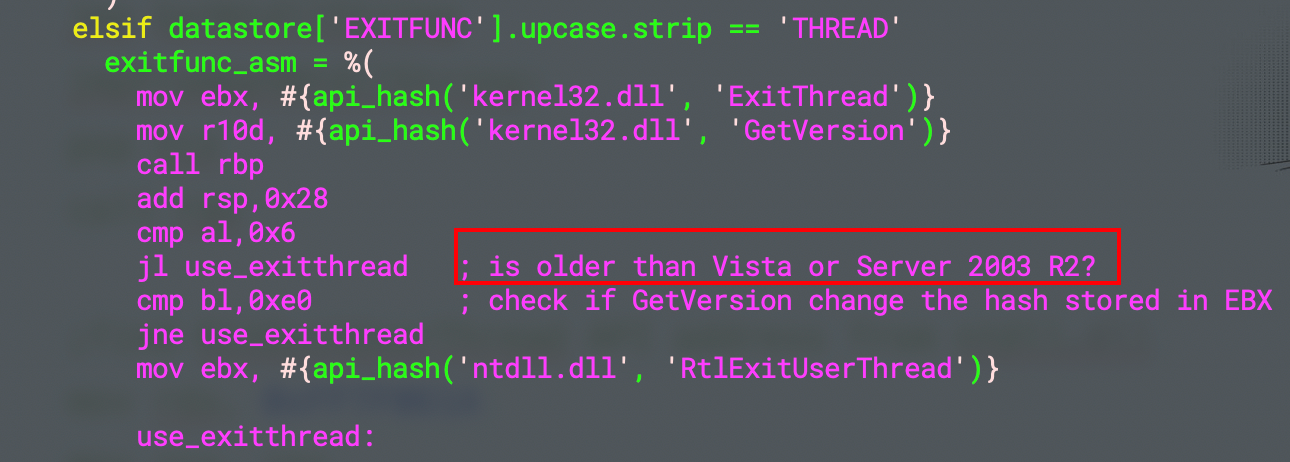 )
elsif datastore['EXITFUNC'].upcase.strip == 'THREAD'
exitfunc_asm = %(
mov ebx, #{api_hash('kernel32.dll', 'ExitThread')}
mov r10d, #{api_hash('kernel32.dll', 'GetVersion')}
call rbp
add rsp,0x28
cmp al,0x6
jl use_exitthread ; is older than Vista or Server 2003 R2?
cmp bl,0xe0 ; check if GetVersion change the hash stored in EBX
jne use_exitthread
mov ebx, #{api_hash('ntdll.dll', 'RtlExitUserThread')}
use_exitthread: